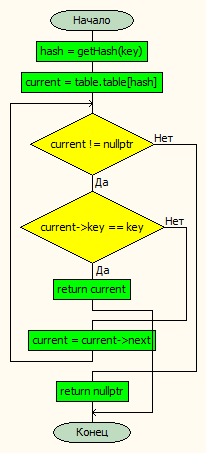 Начало
hash = getHash(key)
current = table.table[hash]
current != nullptr
Нет
Да
current->key == key
Нет
Да
return current
current = current->next
return nullptr
Конец